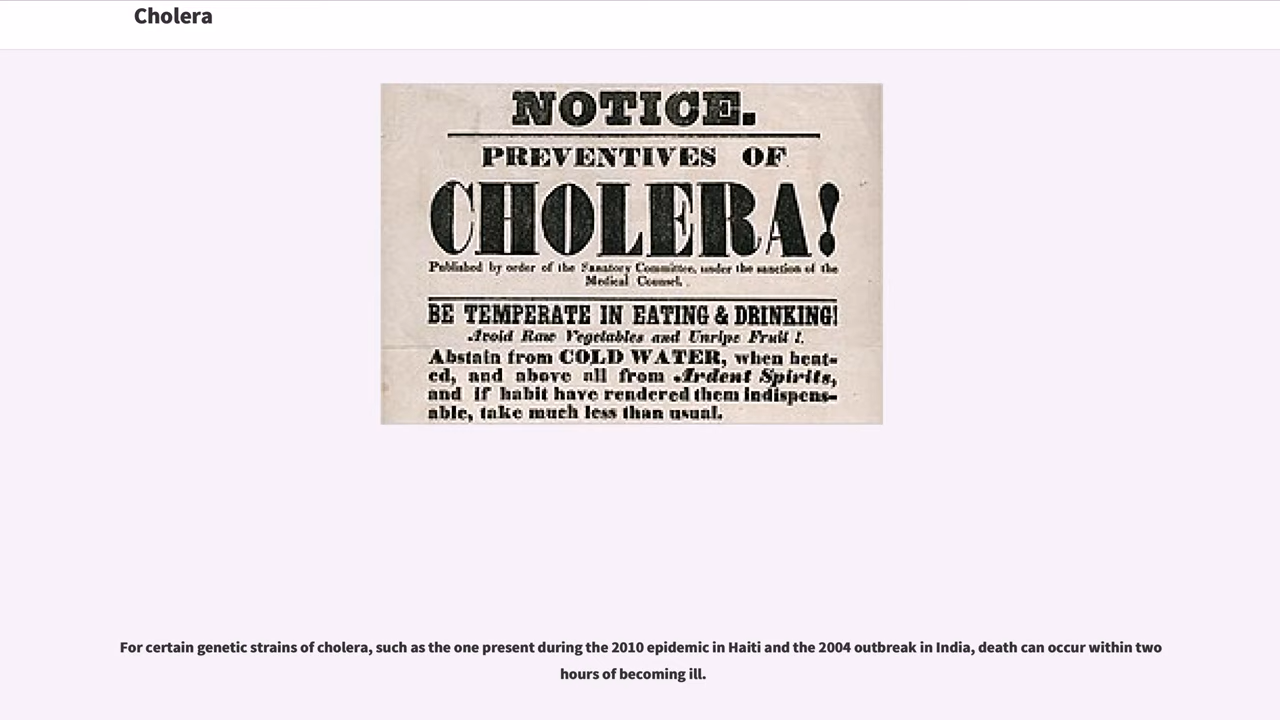 Cholera
NOTICE.
PREVENTIVES OF
CHOLERA!
Published by order of the Sanatory Committee, under the sanction of the
Medical Counsel.
BE TEMPERATE IN EATING & DRINKING!
Avoid Raw Vegetables and Unripe Fruit !.
Abstain from COLD WATER, when heat-
ed, and above all from Ardent Spirits,
and if habit have rendered them indispens-
able, take much less than usual.
For certain genetic strains of cholera, such as the one present during the 2010 epidemic in Haiti and the 2004 outbreak in India, death can occur within two
hours of becoming ill.